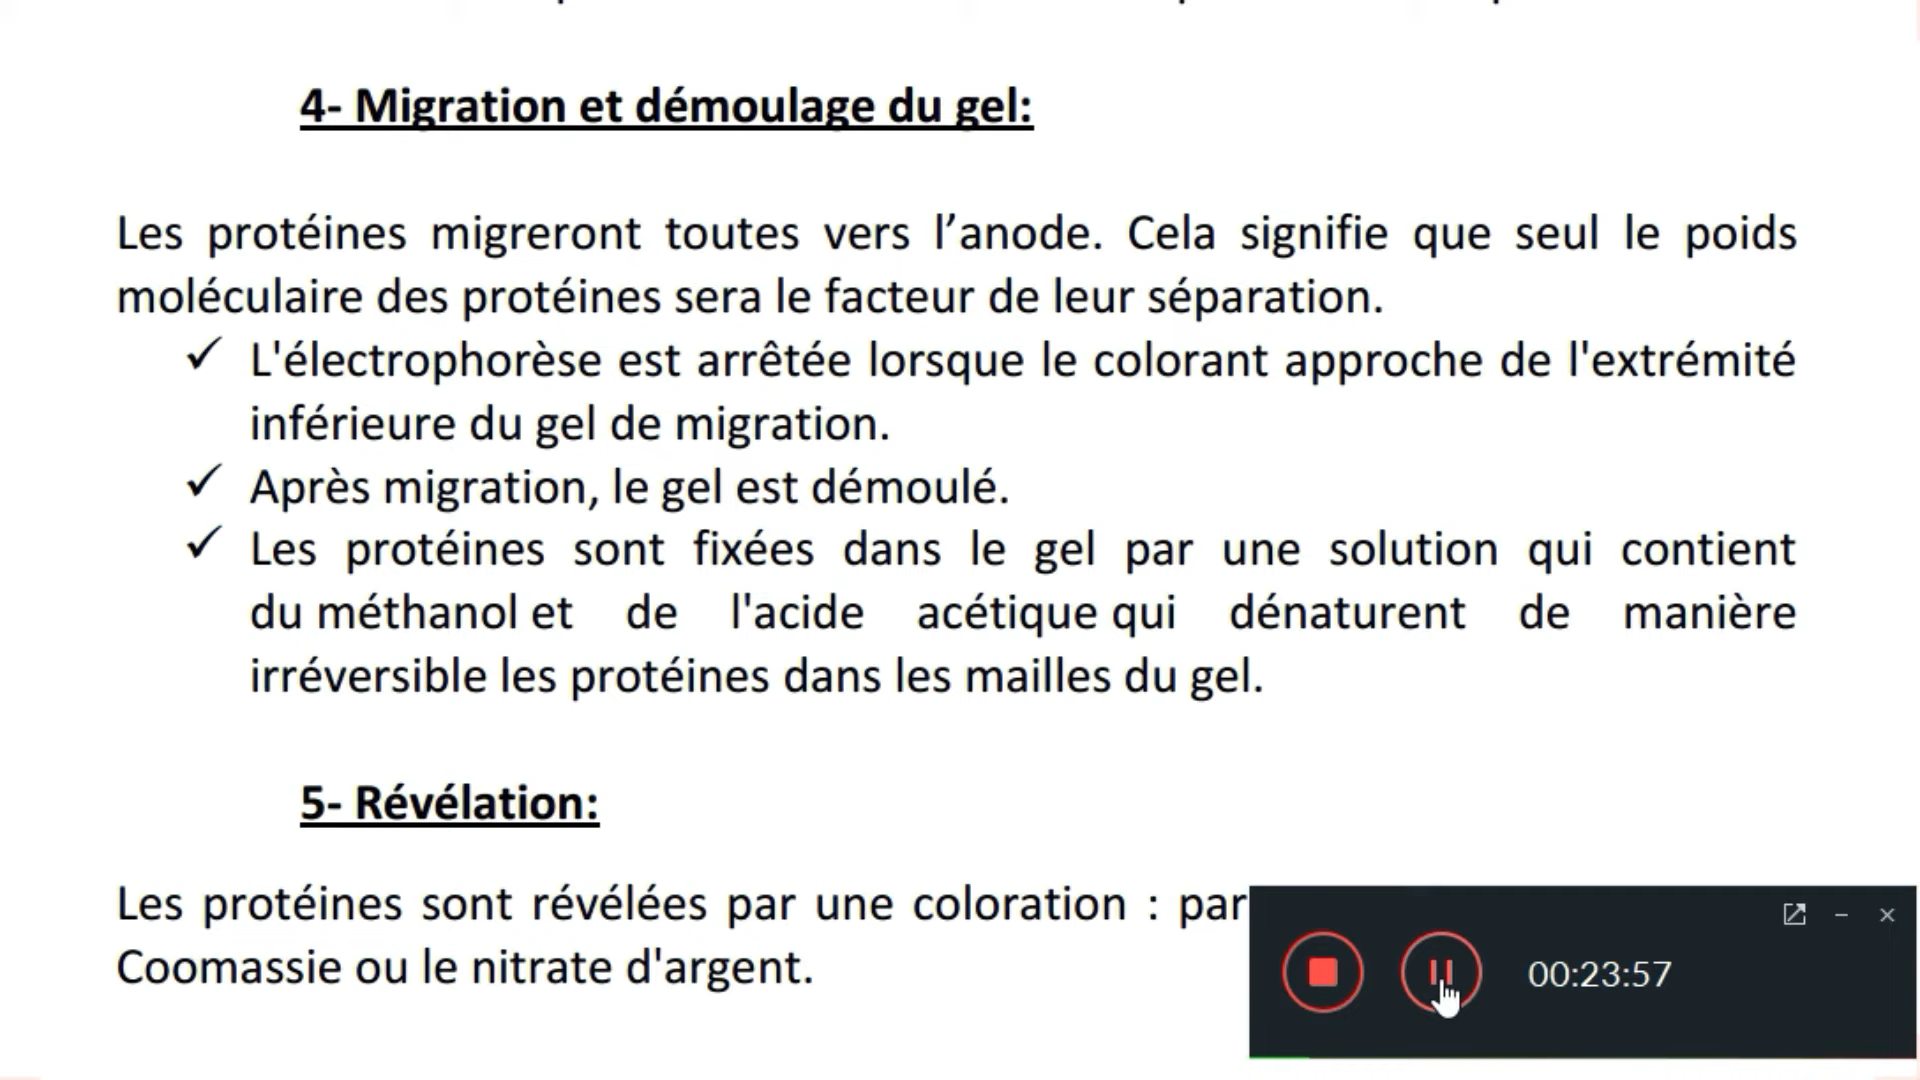 4- Migration et démoulage du gel:
Les protéines migreront toutes vers l’anode. Cela signifie que seul le poids
moléculaire des protéines sera le facteur de leur séparation.
✓ L'électrophorèse est arrêtée lorsque le colorant approche de l'extrémité
inférieure du gel de migration.
✓ Après migration, le gel est démoulé.
✓ Les protéines sont fixées dans le gel par une solution qui contient
du méthanol et de l'acide acétique qui dénaturent de manière
irréversible les protéines dans les mailles du gel.
5- Révélation:
Les protéines sont révélées par une coloration : par
Coomassie ou le nitrate d'argent.
00:23:57